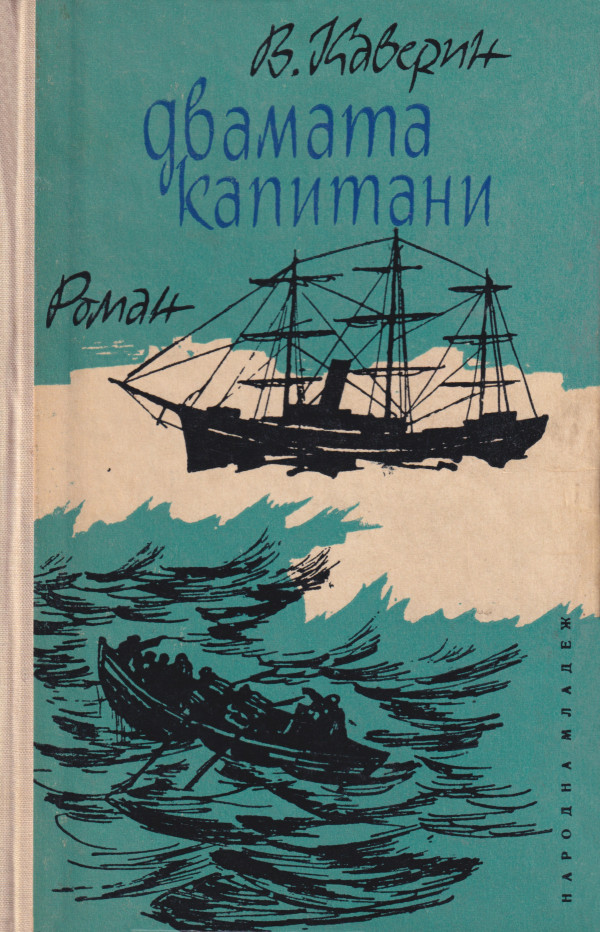 В. Каверин
двамата
капитани
Роман
НАРОДНА МЛАДЕЖ